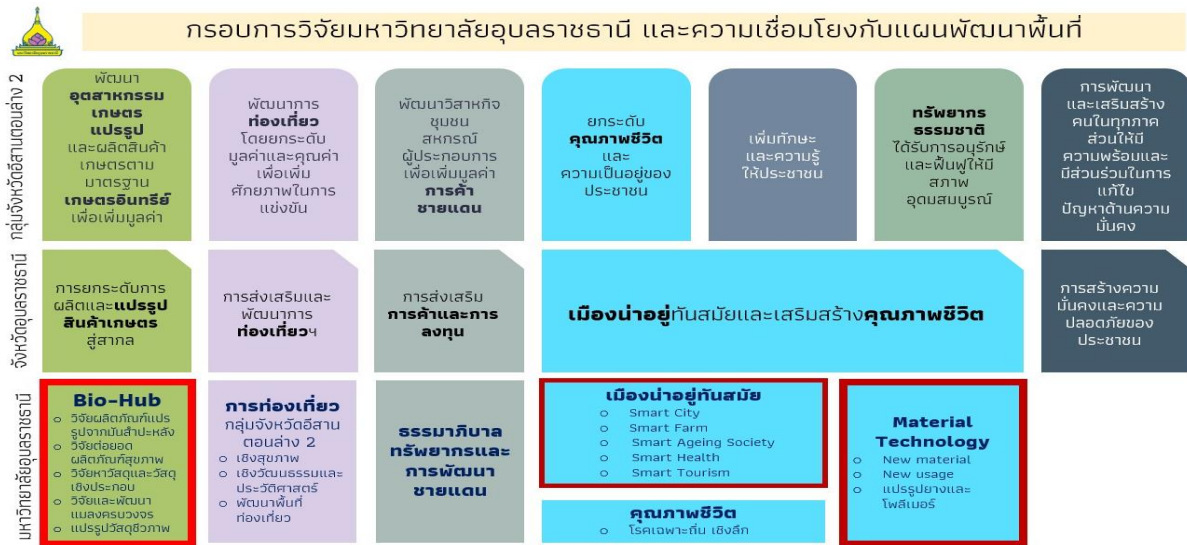 กรอบการวิจัยมหาวิทยาลัยอุบลราชธานี และความเชื่อมโยงกับแผนพัฒนาพื้นที่
กลุ่มจังหวัดอีสานตอนล่าง 2
พัฒนา
อุตสาหกรรม
เกษตร
แปรรูป
และผลิตสินค้า
เกษตรตาม
มาตรฐาน
เกษตรอินทรีย์
เพื่อเพิ่มมูลค่า
พัฒนาการ
ท่องเที่ยว
โดยยกระดับ
มูลค่าและคุณค่า
เพื่อเพิ่ม
ศักยภาพในการ
แข่งขัน
พัฒนาวิสาหกิจ
ชุมชน
สหกรณ์
ผู้ประกอบการ
เพื่อเพิ่มมูลค่า
การค้า
ชายแดน
ยกระดับ
คุณภาพชีวิต
และ
ความเป็นอยู่ของ
ประชาชน
เพิ่มทักษะ
และความรู้
ให้ประชาชน
ทรัพยากร
ธรรมชาติ
ได้รับการอนุรักษ์
และฟื้นฟูให้มี
สภาพ
อุดมสมบูรณ์
การพัฒนา
และเสริมสร้าง
คนในทุกภาค
ส่วนให้มี
ความพร้อมและ
มีส่วนร่วมในการ
แก้ไข
ปัญหาด้านความ
มั่นคง
จังหวัดอุบลราชธานี
การยกระดับการ
ผลิตและแปรรูป
สินค้าเกษตร
สู่สากล
การส่งเสริมและ
พัฒนาการ
ท่องเที่ยวฯ
การส่งเสริม
การค้าและการ
ลงทุน
เมืองน่าอยู่ทันสมัยและเสริมสร้างคุณภาพชีวิต
การสร้างความ
มั่นคงและความ
ปลอดภัยของ
ประชาชน
มหาวิทยาลัยอุบลราชธานี
Bio-Hub
o วิจัยผลิตภัณฑ์แปร
รูปจากมันสำปะหลัง
o วิจัยต่อยอด
ผลิตภัณฑ์สุขภาพ
o วิจัยหาวัสดุและวัสดุ
เชิงประกอบ
o วิจัยและพัฒนา
แมลงครบวงจร
o แปรรูปวัสดุชีวภาพ
การท่องเที่ยว
กลุ่มจังหวัดอีสาน
ตอนล่าง 2
o เชิงสุขภาพ
o เชิงวัฒนธรรมและ
ประวัติศาสตร์
o พัฒนาพื้นที่
ท่องเที่ยว
ธรรมาภิบาล
ทรัพยากรและ
การพัฒนา
ชายแดน
เมืองน่าอยู่ทันสมัย
o Smart City
o Smart Farm
o Smart Ageing Society
o Smart Health
o Smart Tourism
คุณภาพชีวิต
o โรคเฉพาะถิ่น เชิงลึก
Material
Technology
o New material
o New usage
o แปรรูปยางและ
โพลีเมอร์